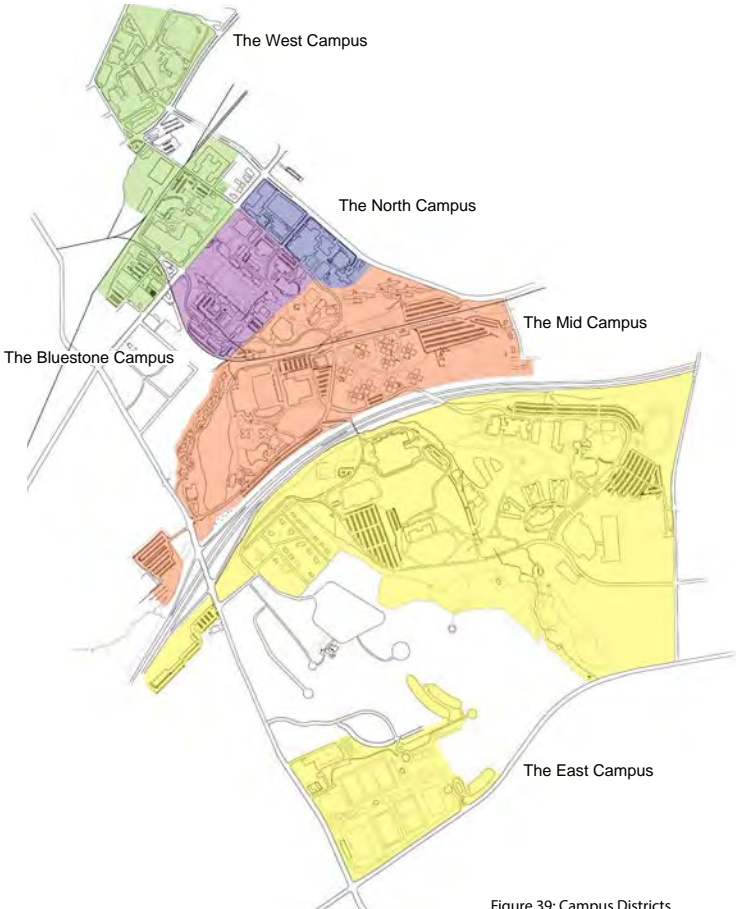 The West Campus
The North Campus
The Mid Campus
The Bluestone Campus
The East Campus
Figure 39: Campus Districts